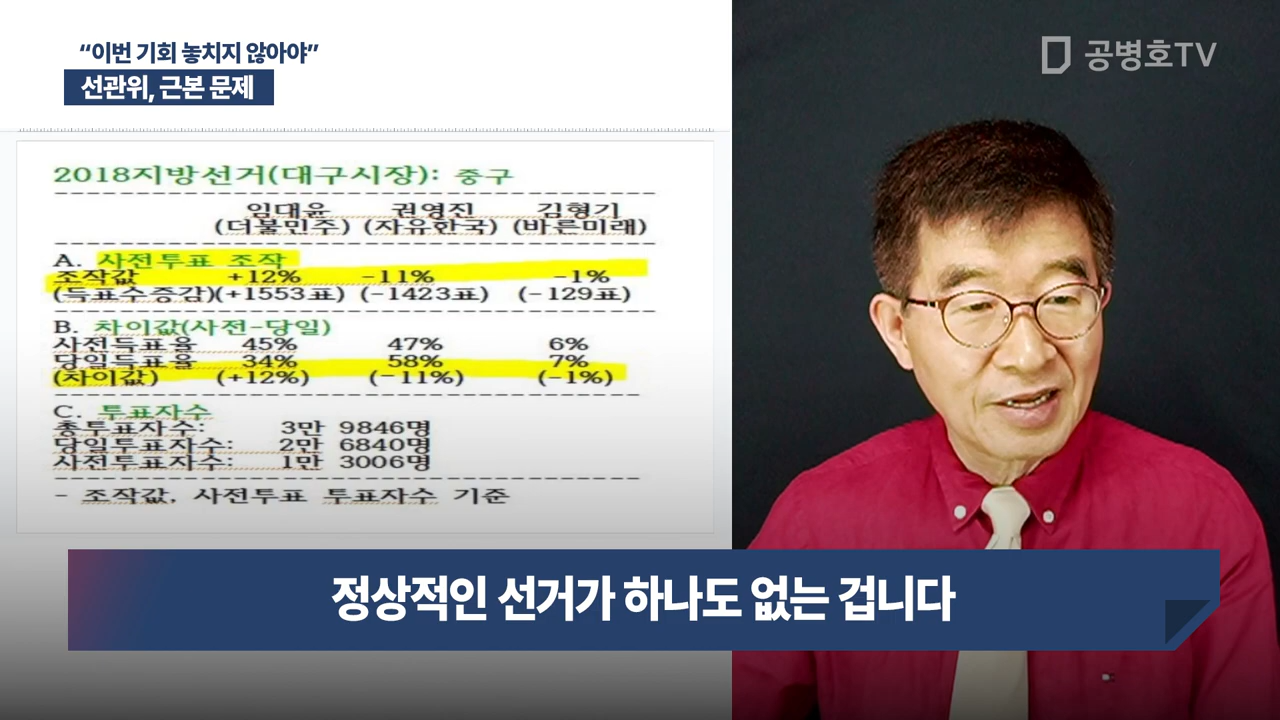 “이번 기회 놓치지 않아야”
선관위, 근본 문제
공병호TV
2018지방선거(대구시장): 중구
임대윤 권영진 김형기
(더불민주) (자유한국) (바른미래)
A. 사전투표 조작
조작값 +12% -11% -1%
(득표수증감)(+1553표) (-1423표) (-129표)
B. 차이값(사전-당일)
사전득표율 45% 47% 6%
당일득표율 34% 58% 7%
(차이값) (+12%) (-11%) (-1%)
C. 투표자수
총투표자수: 3만 9846명
당일투표자수: 2만 6840명
사전투표자수: 1만 3006명
- 조작값, 사전투표 투표자수 기준
정상적인 선거가 하나도 없는 겁니다